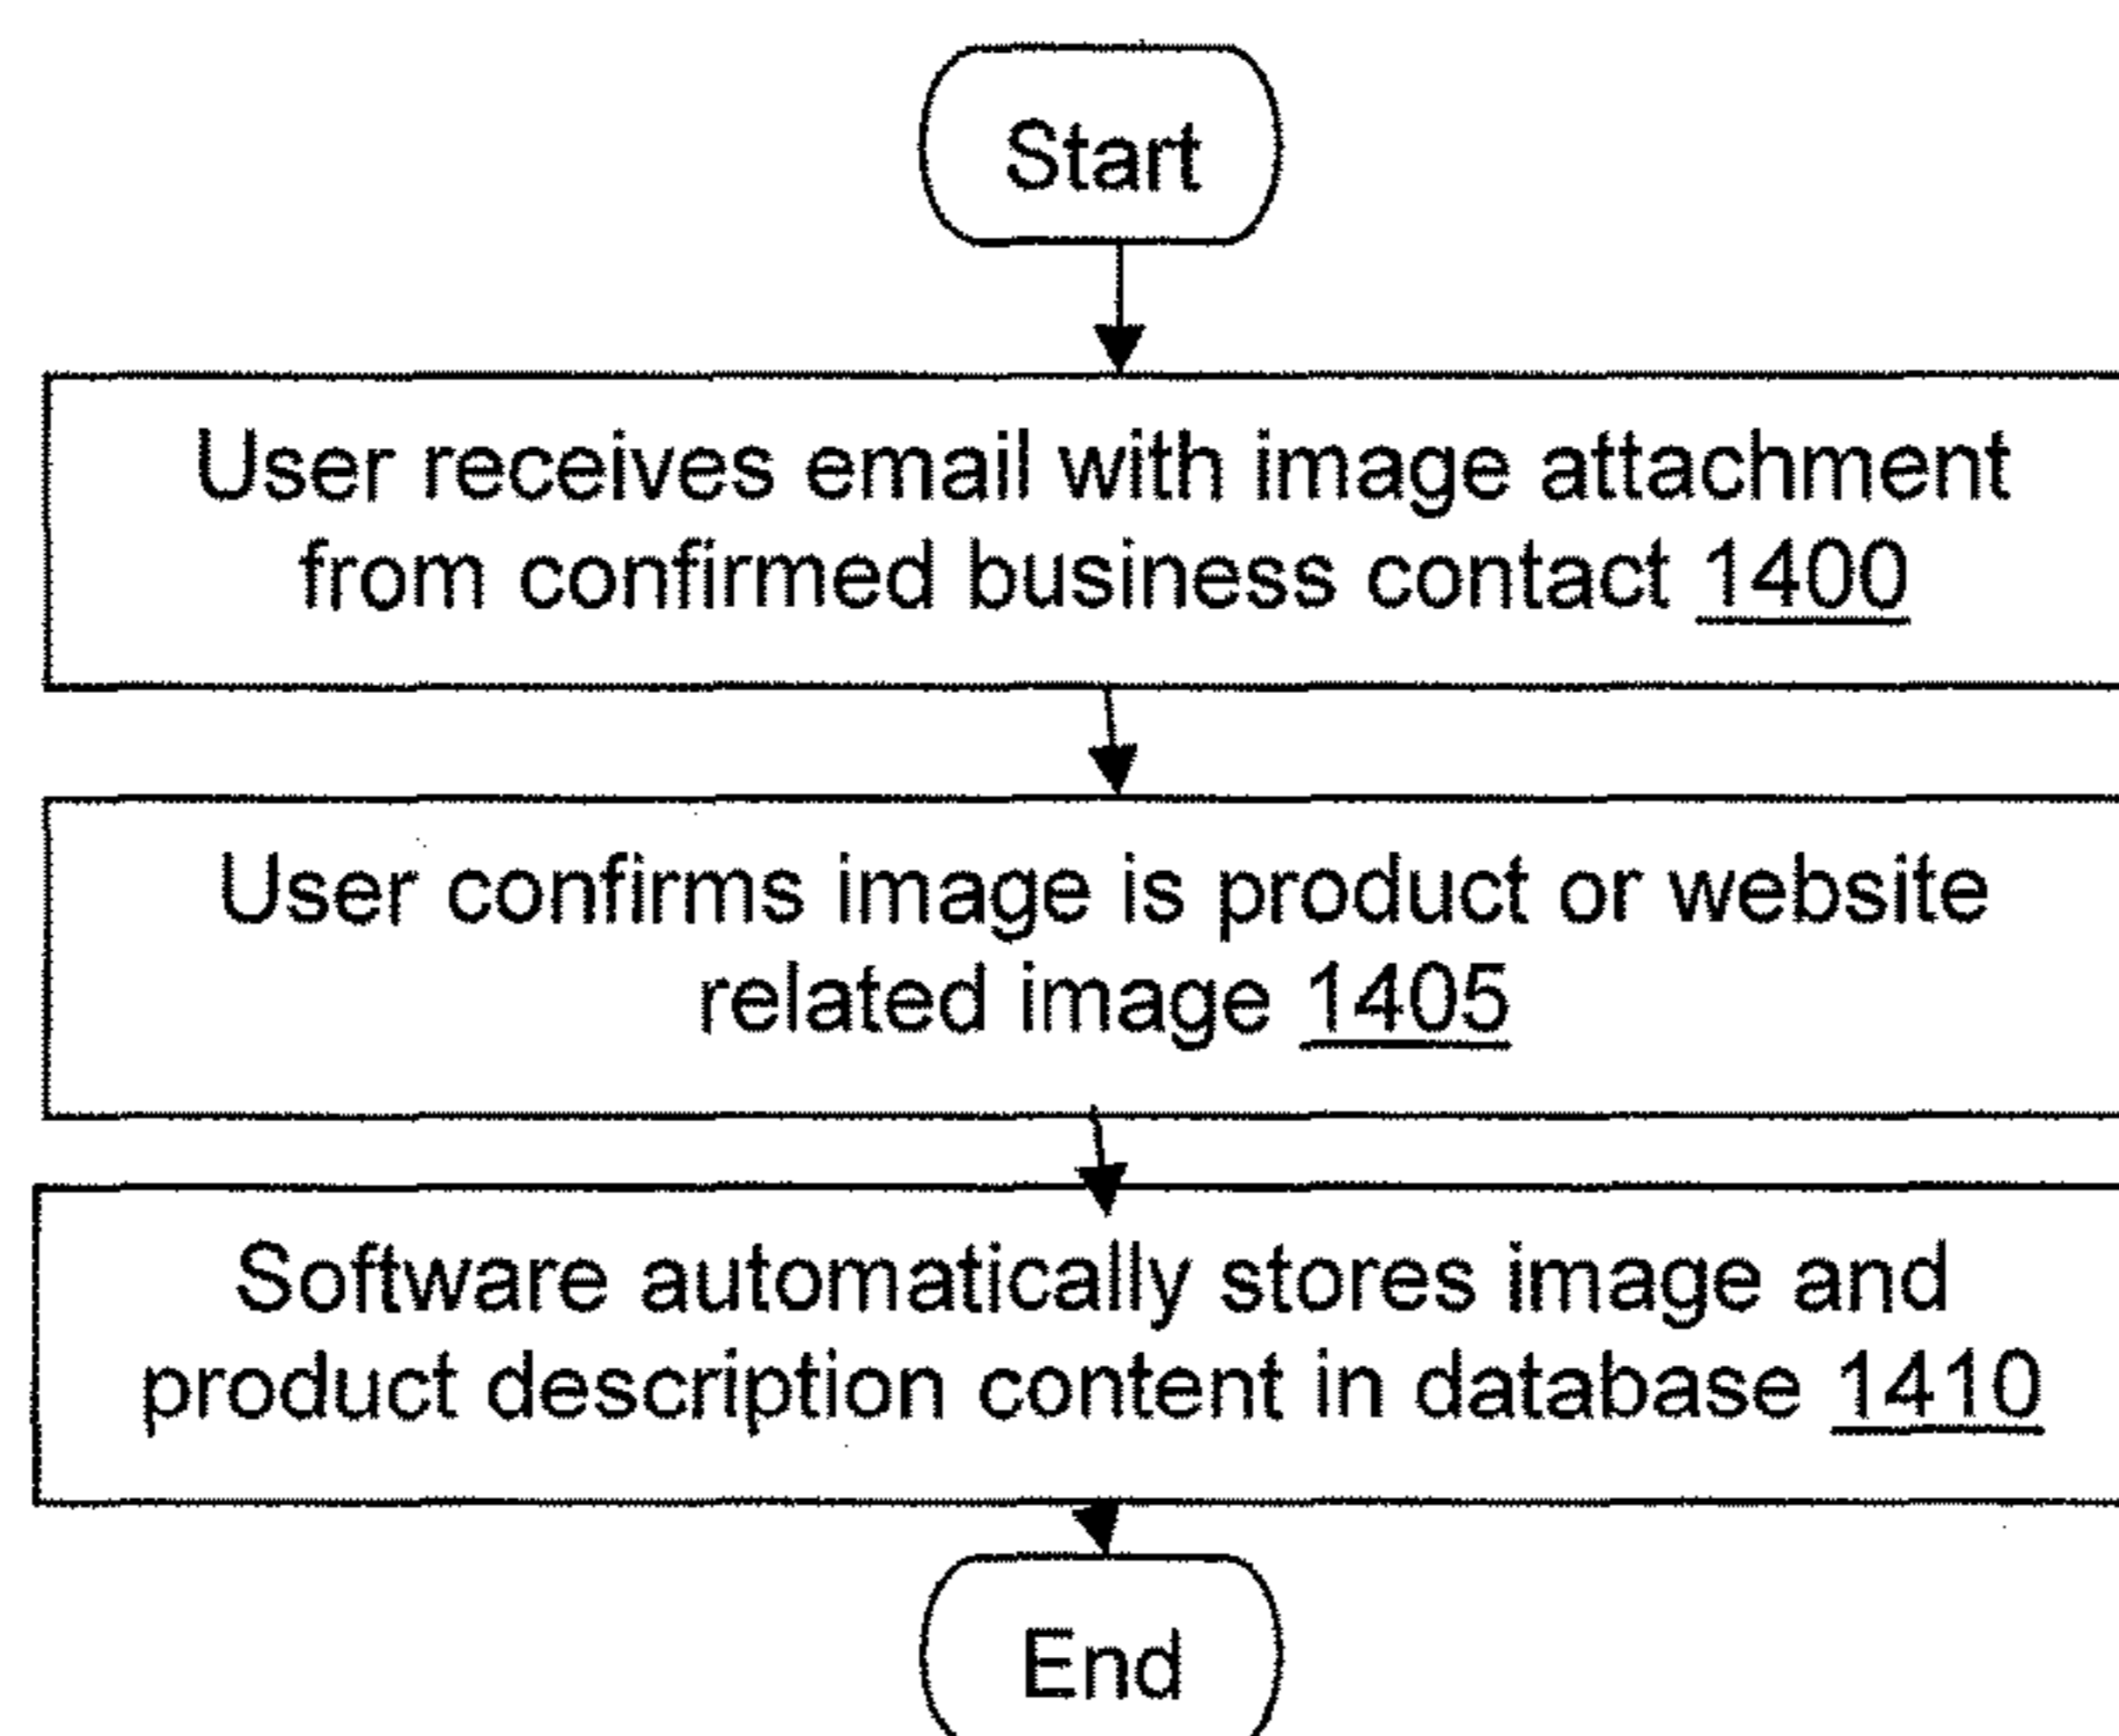 Start
User receives email with image attachment
from confirmed business contact 1400
User confirms image is product or website
related image 1405
Software automatically stores image and
product description content in database 1410
End